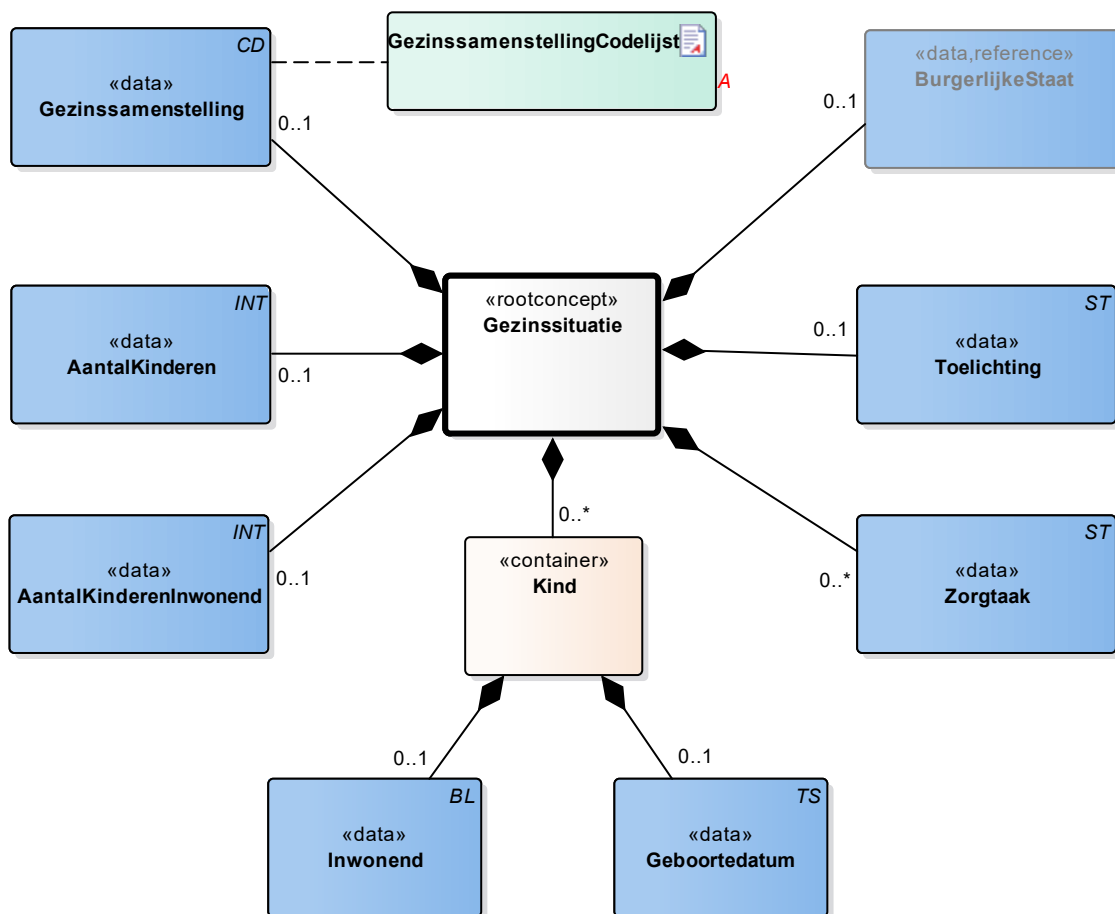 CD
«data»
Gezinssamenstelling
0..1
GezinssamenstellingCodelijst
A
«data,reference»
BurgerlijkeStaat
0..1
INT
«data»
AantalKinderen
0..1
«rootconcept»
Gezinssituatie
ST
«data»
Toelichting
0..1
INT
«data»
AantalKinderenInwonend
0..1
0..*
«container»
Kind
ST
«data»
Zorgtaak
0..*
0..1
BL
«data»
Inwonend
0..1
TS
«data»
Geboortedatum